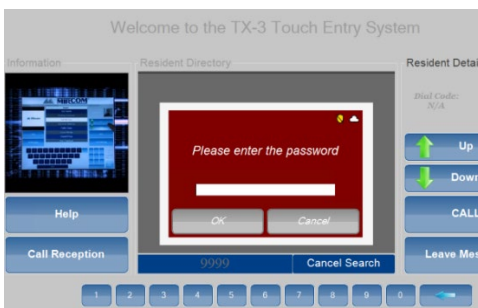 Welcome to the TX-3 Touch Entry System
Information
Resident Directory
Resident Detai
MIRCOM
Dial Code:
N/A
Please enter the password
Up
Down
OK
Cancel
Help
CALL
Call Reception
9999
Cancel Search
Leave Mes
1 2 3 4 5 6 7 8 9 0